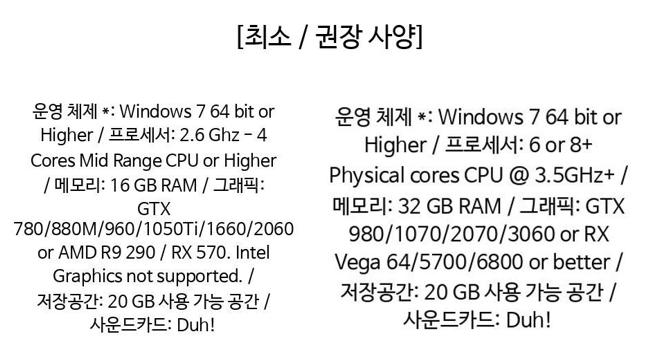 [최소 / 권장 사양]
운영 체제 *: Windows 7 64 bit or
Higher / 프로세서: 2.6 Ghz - 4
Cores Mid Range CPU or Higher
/ 메모리: 16 GB RAM / 그래픽:
GTX
780/880M/960/1050Ti/1660/2060
or AMD R9 290 / RX 570. Intel
Graphics not supported. /
저장공간: 20 GB 사용 가능 공간 /
사운드카드: Duh!
운영 체제 *: Windows 7 64 bit or
Higher / 프로세서: 6 or 8+
Physical cores CPU @ 3.5GHz+ /
메모리: 32 GB RAM / 그래픽: GTX
980/1070/2070/3060 or RX
Vega 64/5700/6800 or better /
저장공간: 20 GB 사용 가능 공간 /
사운드카드: Duh!